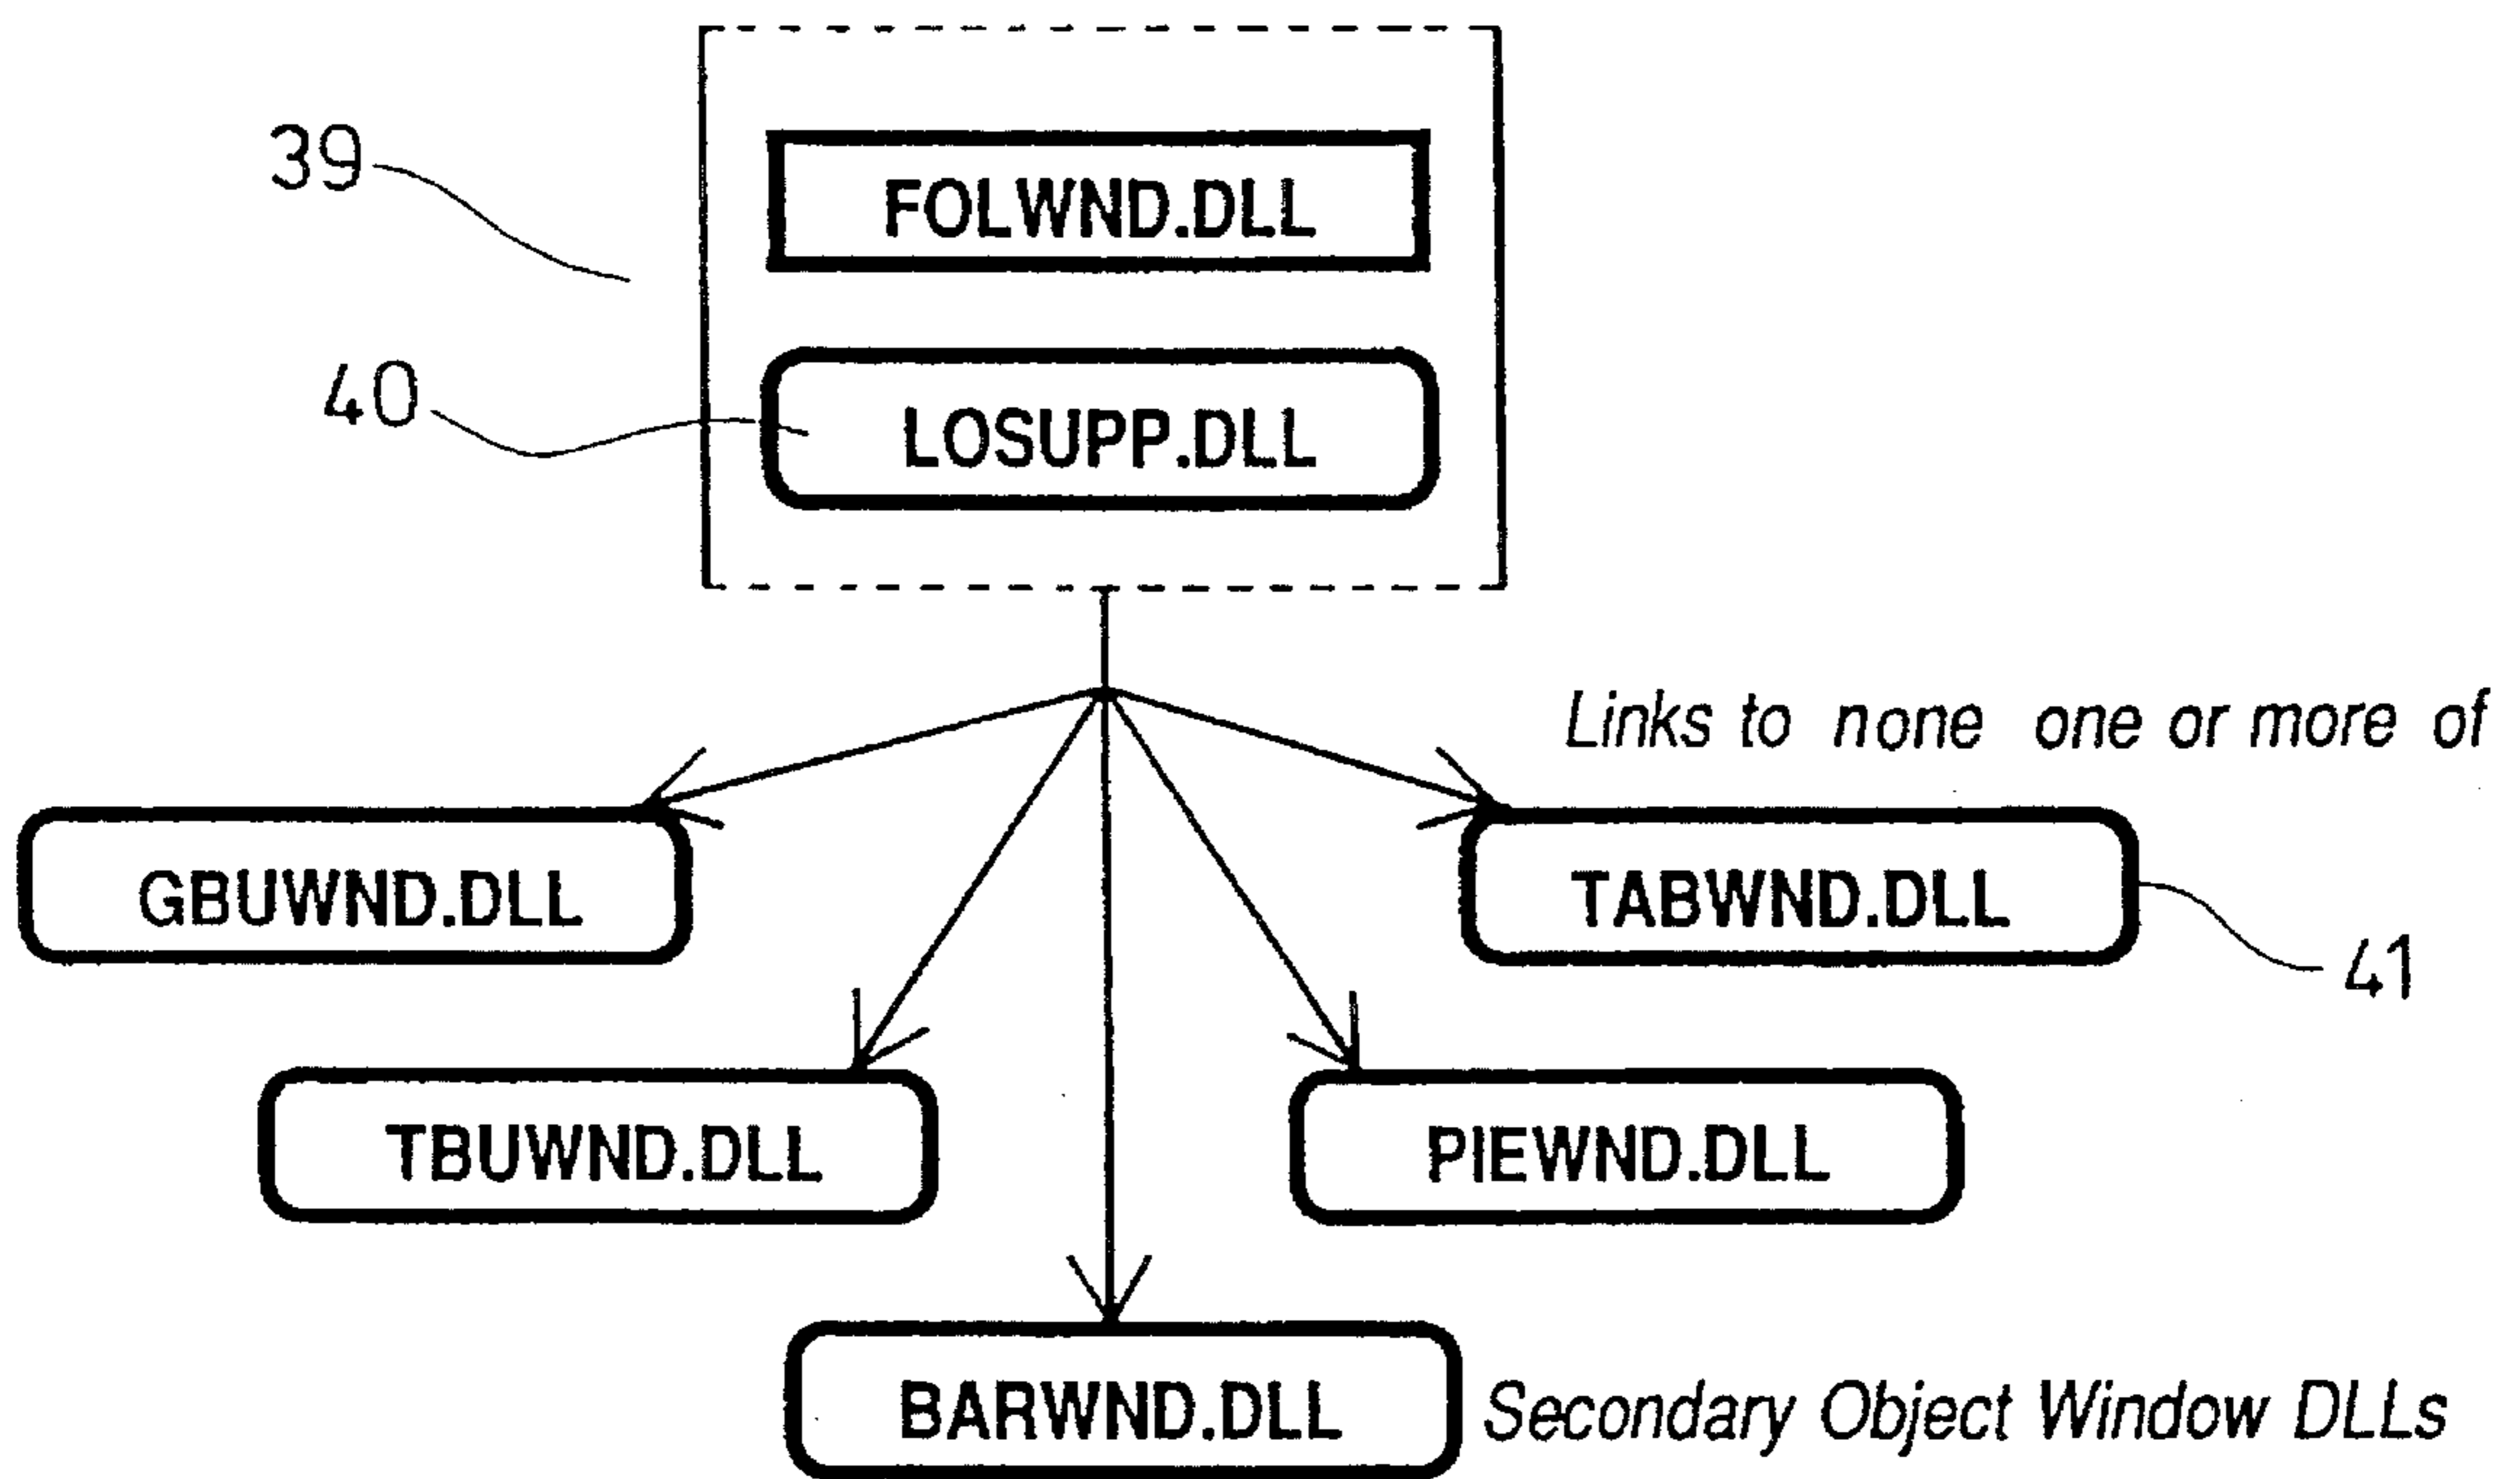 39
FOLWND.DLL
40
LOSUPP.DLL
Links to none one or more of
GBUWND.DLL
TABWND.DLL
41
TBUWND.DLL
PIEWND.DLL
BARWND.DLL
Secondary Object Window DLLs